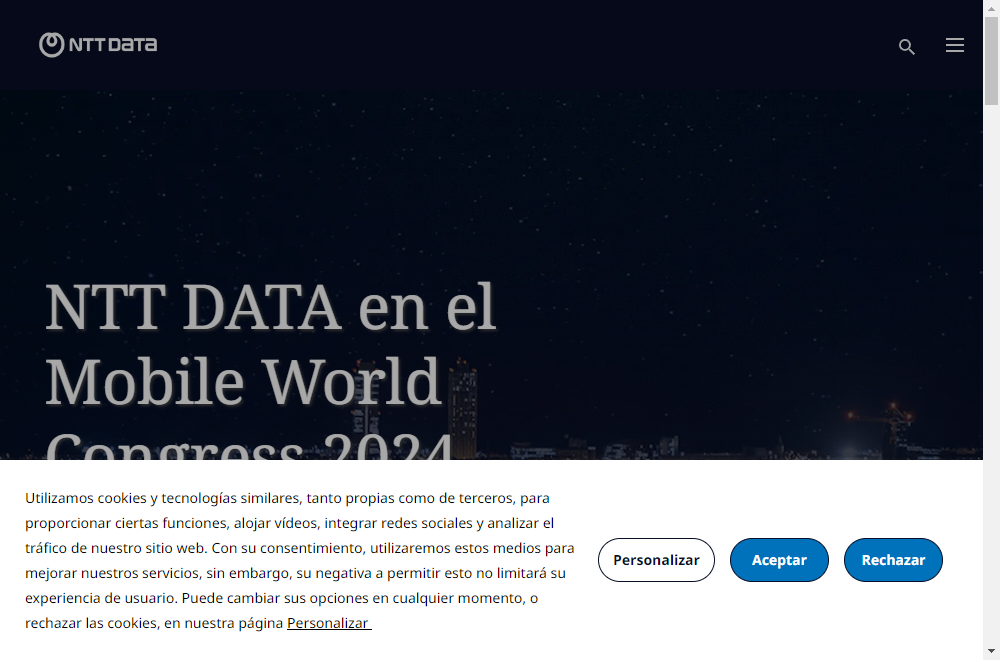 NTT DATA
NTT DATA en el
Mobile World
Congress 2024
Utilizamos cookies y tecnologías similares, tanto propias como de terceros, para
proporcionar ciertas funciones, alojar vídeos, integrar redes sociales y analizar el
tráfico de nuestro sitio web. Con su consentimiento, utilizaremos estos medios para
mejorar nuestros servicios, sin embargo, su negativa a permitir esto no limitará su
experiencia de usuario. Puede cambiar sus opciones en cualquier momento, o
rechazar las cookies, en nuestra página Personalizar
Personalizar
Aceptar
Rechazar